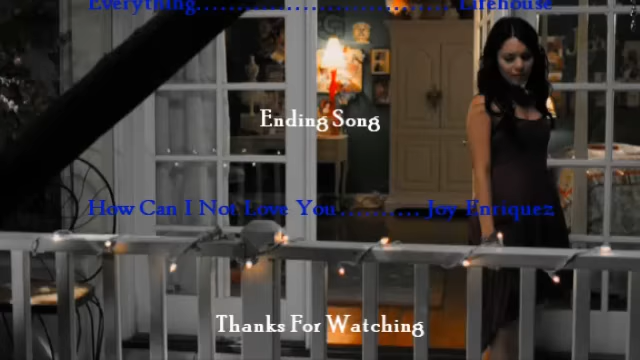 Everything.............................. Lifehouse
Ending Song
How Can I Not Love You.......... Joy Enriquez
Thanks For Watching